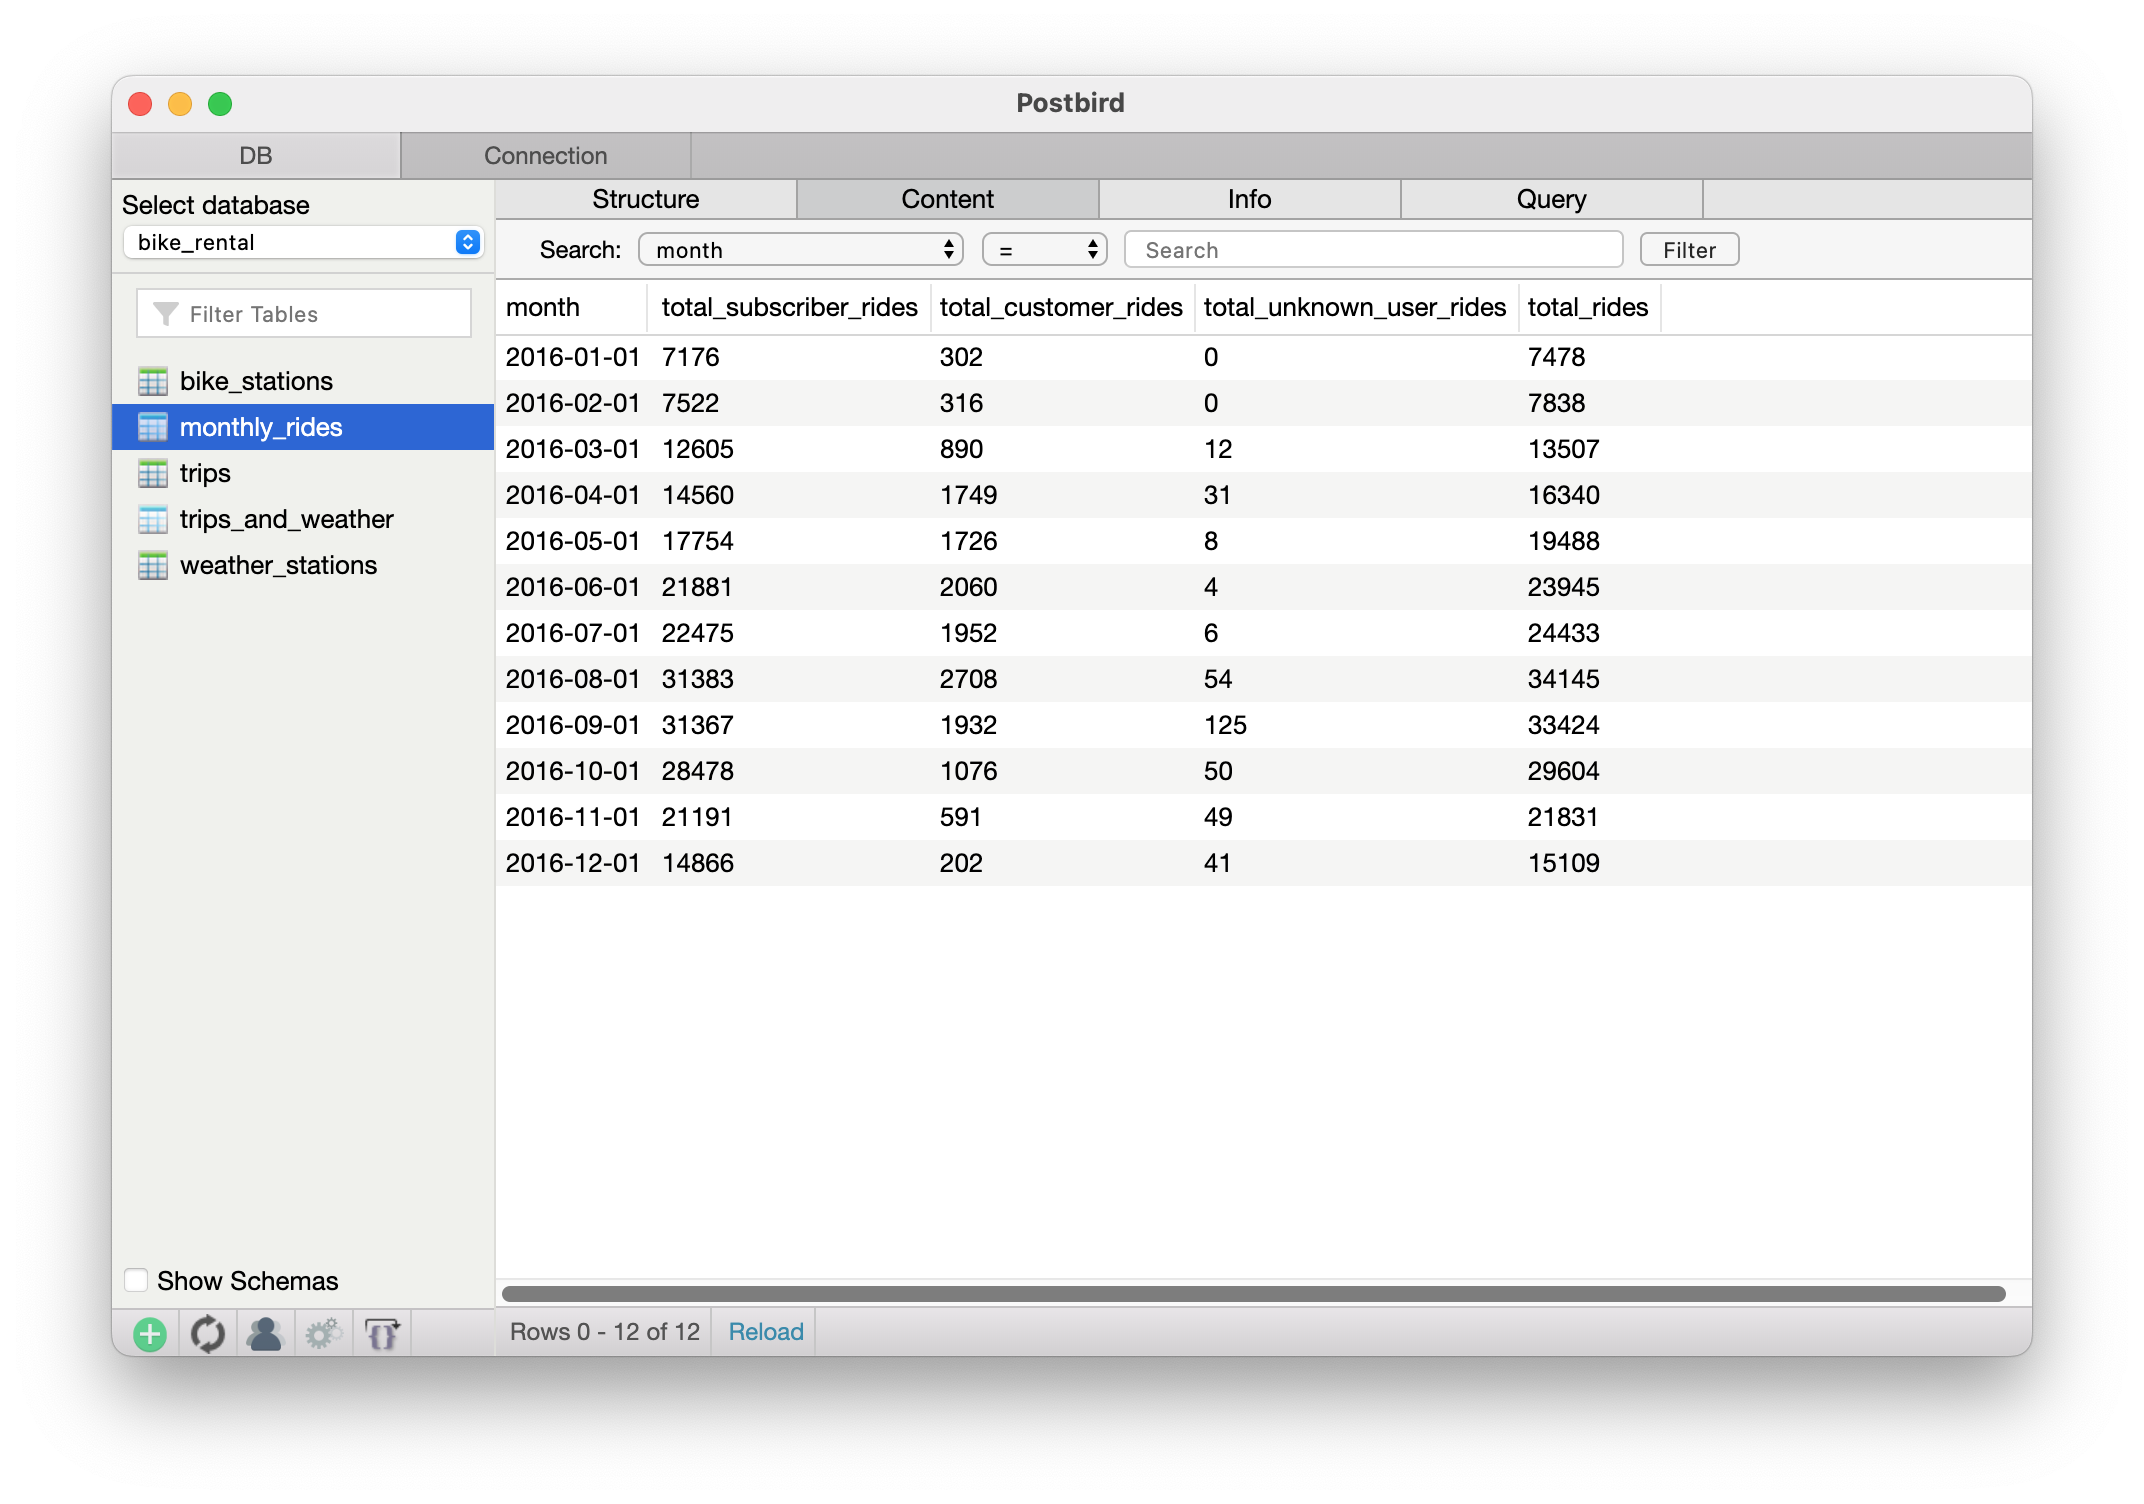 Postbird
DB Connection
Select database
bike_rental
Filter Tables
bike_stations
monthly_rides
trips
trips_and_weather
weather_stations
Show Schemas
Structure Content Info Query
Search: month = Search Filter
month total_subscriber_rides total_customer_rides total_unknown_user_rides total_rides
2016-01-01 7176 302 0 7478
2016-02-01 7522 316 0 7838
2016-03-01 12605 890 12 13507
2016-04-01 14560 1749 31 16340
2016-05-01 17754 1726 8 19488
2016-06-01 21881 2060 4 23945
2016-07-01 22475 1952 6 24433
2016-08-01 31383 2708 54 34145
2016-09-01 31367 1932 125 33424
2016-10-01 28478 1076 50 29604
2016-11-01 21191 591 49 21831
2016-12-01 14866 202 41 15109
Rows 0 - 12 of 12 Reload